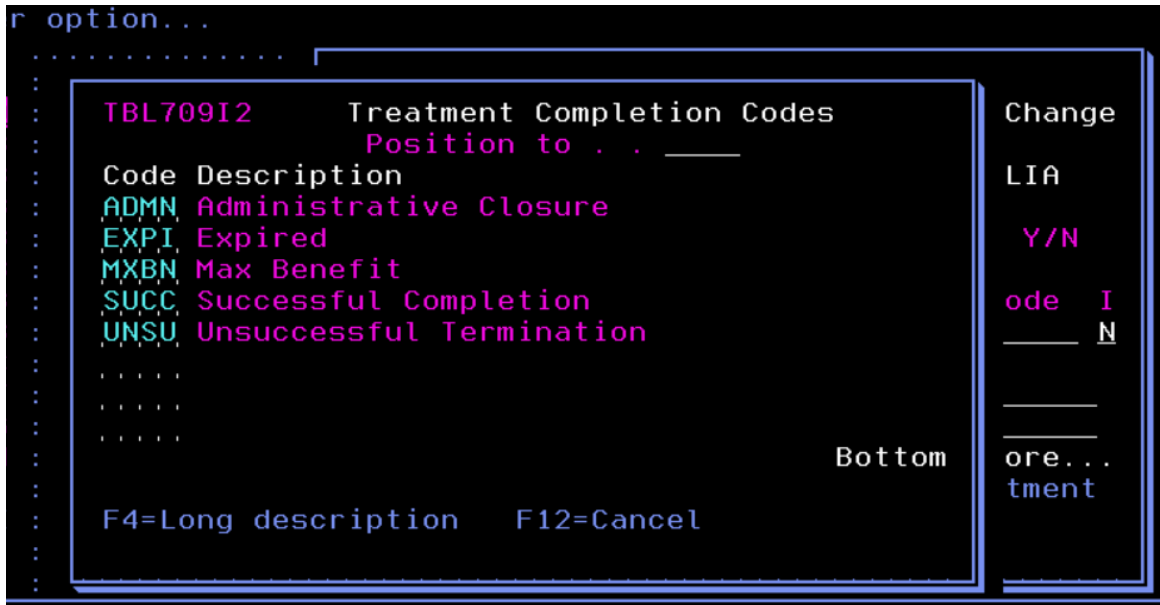 r option...
TBL709I2 Treatment Completion Codes
Position to . . _____
Code Description
ADMN Administrative Closure
EXPI Expired
MXBN Max Benefit
SUCC Successful Completion
UNSU Unsuccessful Termination
Bottom
F4=Long description F12=Cancel
Change
LIA
Y/N
ode I
N
ore...
tment